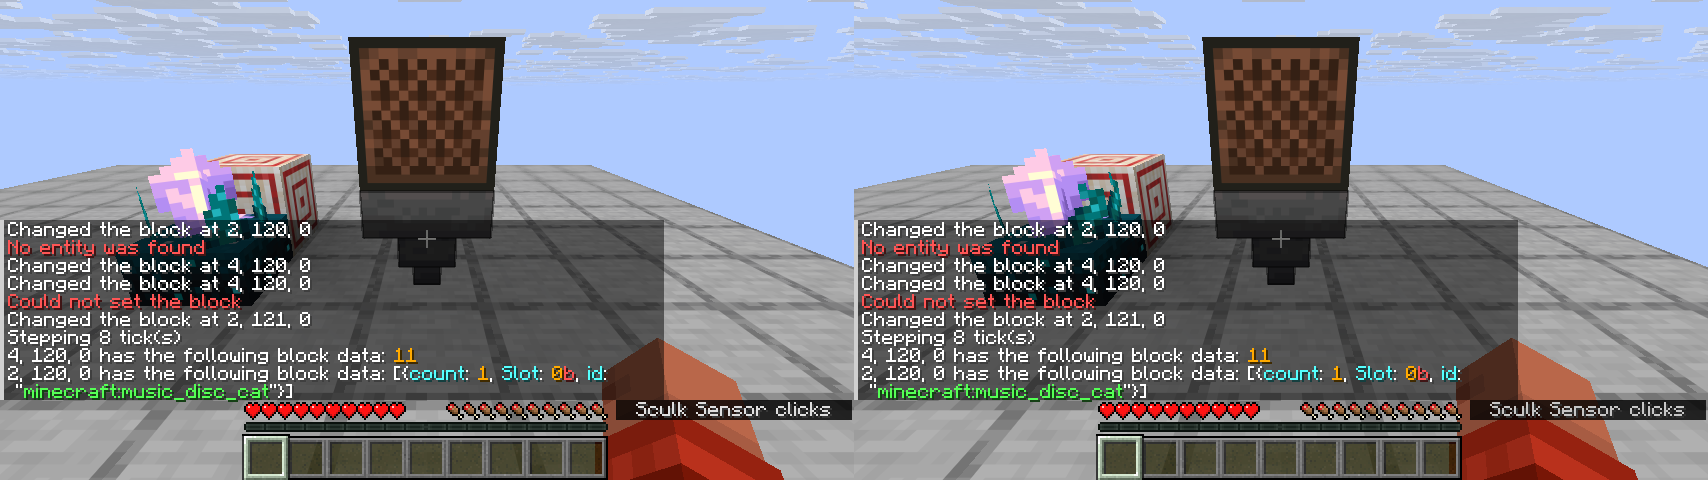 Changed the block at 2, 120, 0
No entity was found
Changed the block at 4, 120, 0
Changed the block at 4, 120, 0
Could not set the block
Changed the block at 2, 121, 0
Stepping 8 tick(s)
4, 120, 0 has the following block data: 11
2, 120, 0 has the following block data: [{count: 1, Slot: 0b, id:
"minecraft:music_disc_cat"}]
Sculk Sensor clicks
Changed the block at 2, 120, 0
No entity was found
Changed the block at 4, 120, 0
Changed the block at 4, 120, 0
Could not set the block
Changed the block at 2, 121, 0
Stepping 8 tick(s)
4, 120, 0 has the following block data: 11
2, 120, 0 has the following block data: [{count: 1, Slot: 0b, id:
"minecraft:music_disc_cat"}]
Sculk Sensor clicks